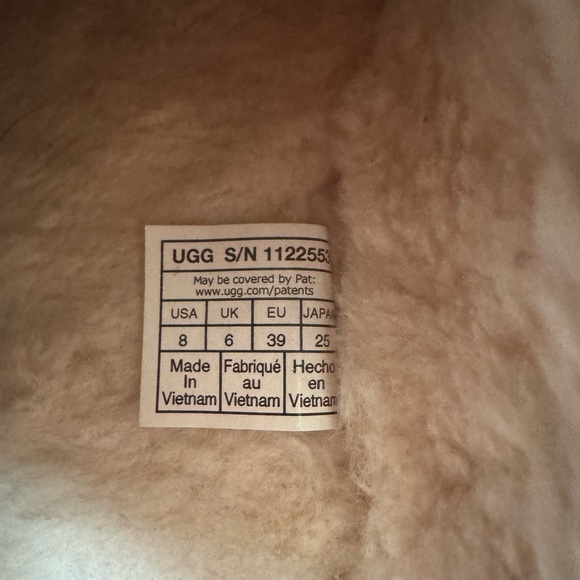 UGG S/N 1122553
May be covered by Pat:
www.ugg.com/patents
USA UK EU JAPAN
8 6 39 25
Made In Vietnam
Fabriqué au Vietnam
Hecho en Vietnam